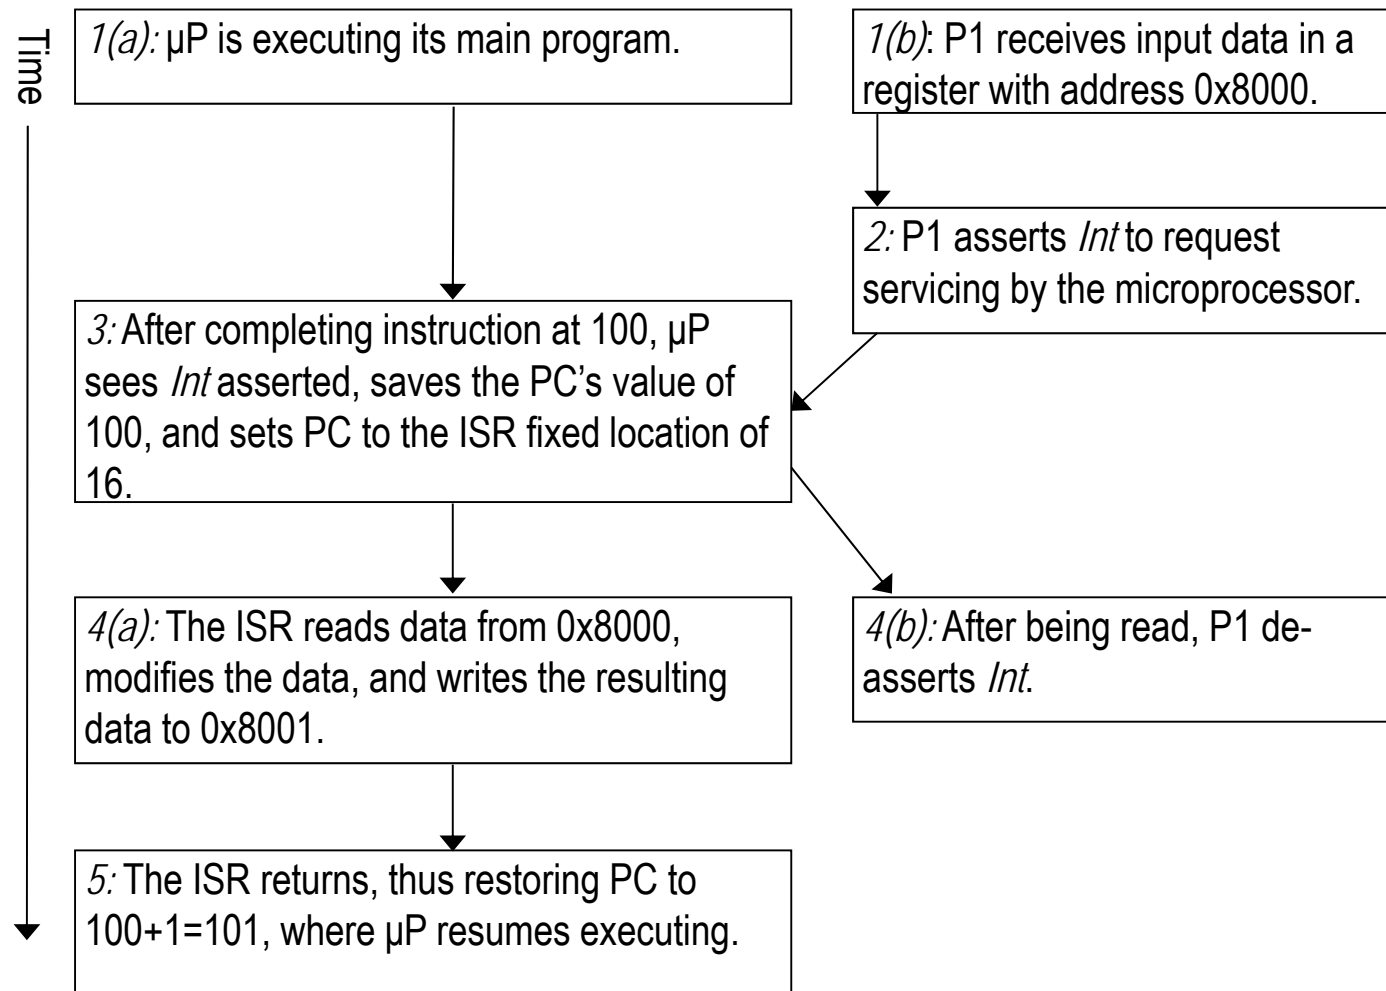 Time
1(a): µP is executing its main program.
1(b): P1 receives input data in a
register with address 0x8000.
2: P1 asserts Int to request
servicing by the microprocessor.
3: After completing instruction at 100, µP
sees Int asserted, saves the PC’s value of
100, and sets PC to the ISR fixed location of
16.
4(a): The ISR reads data from 0x8000,
modifies the data, and writes the resulting
data to 0x8001.
4(b): After being read, P1 de-
asserts Int.
5: The ISR returns, thus restoring PC to
100+1=101, where µP resumes executing.